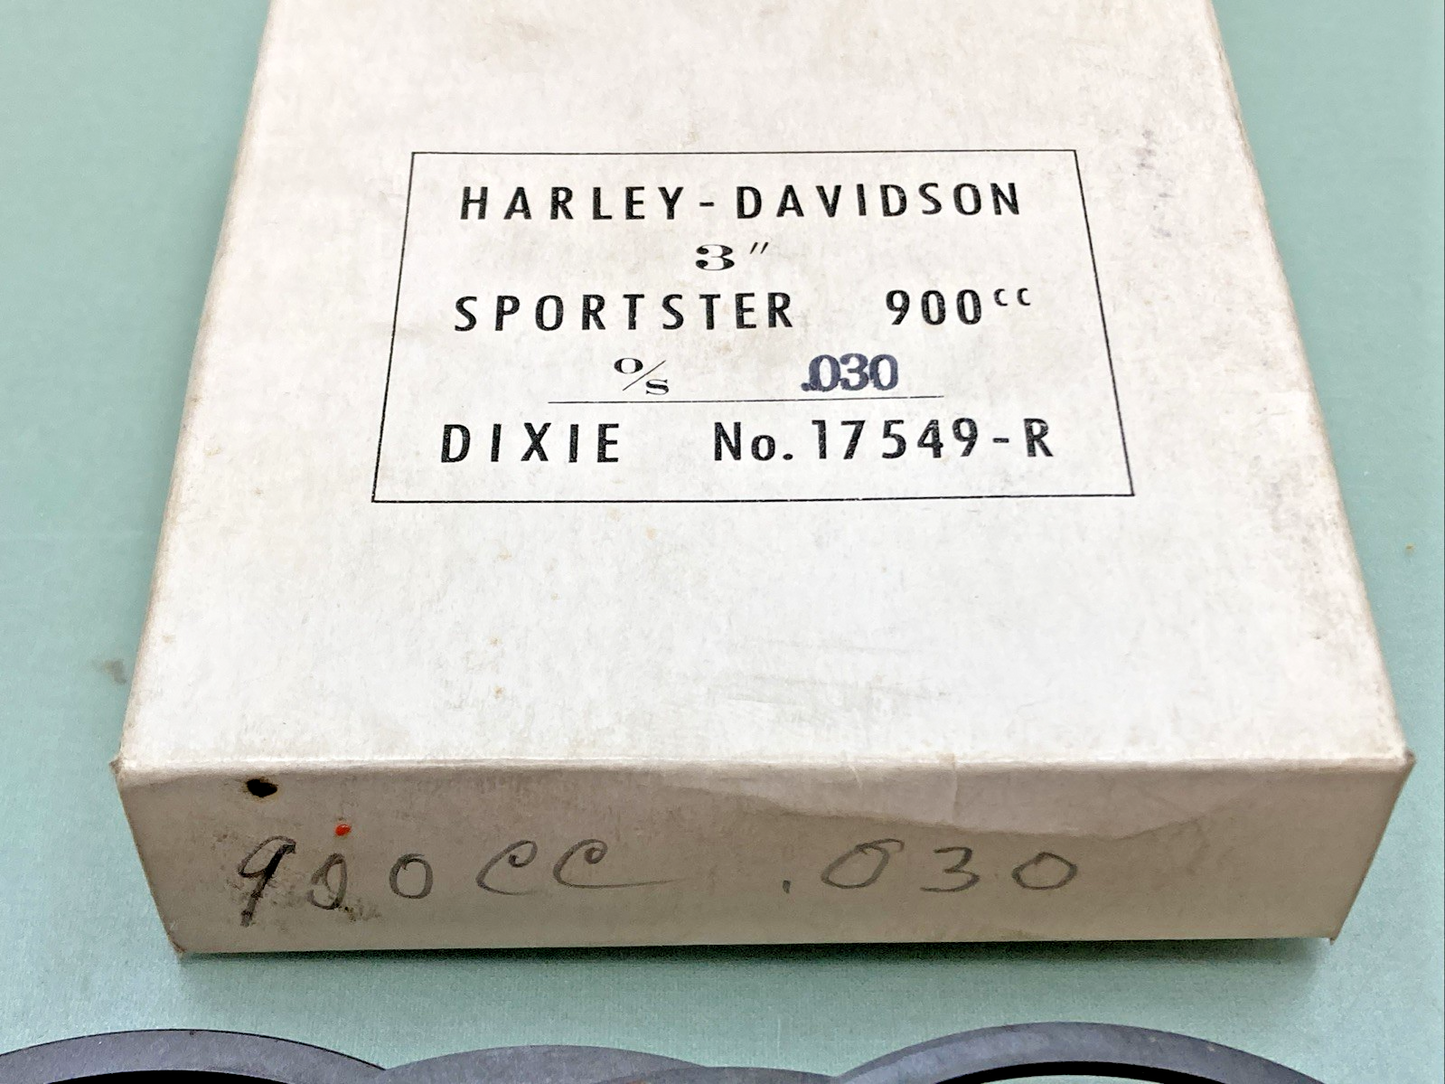 HARLEY-DAVIDSON
3"
SPORTSTER 900cc
o/s .030
DIXIE No. 17549-R
900CC .030